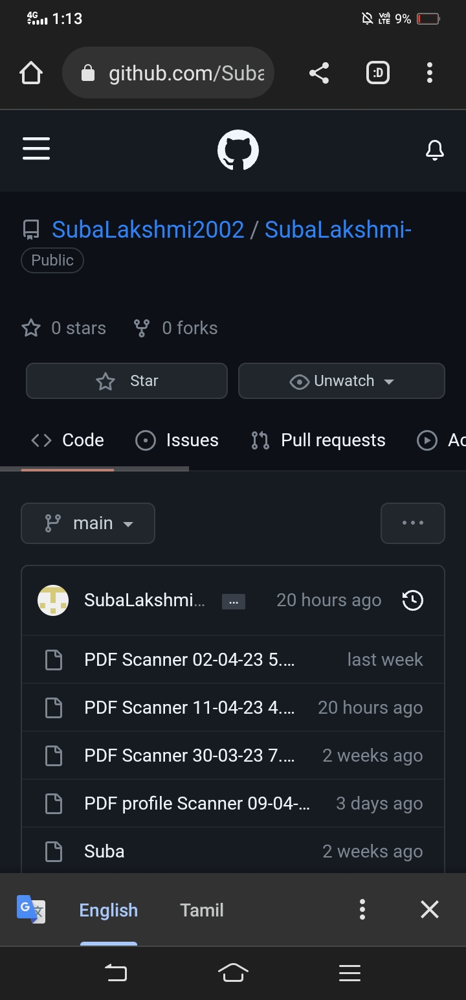 4G 1:13 Vo) LTE 9%
github.com/Suba :D
SubaLakshmi2002 / SubaLakshmi-
Public
0 stars 0 forks
Star Unwatch
Code Issues Pull requests Ac
main ...
SubaLakshmi... ... 20 hours ago
PDF Scanner 02-04-23 5.... last week
PDF Scanner 11-04-23 4.... 20 hours ago
PDF Scanner 30-03-23 7.... 2 weeks ago
PDF profile Scanner 09-04-... 3 days ago
Suba 2 weeks ago
G 文 English Tamil